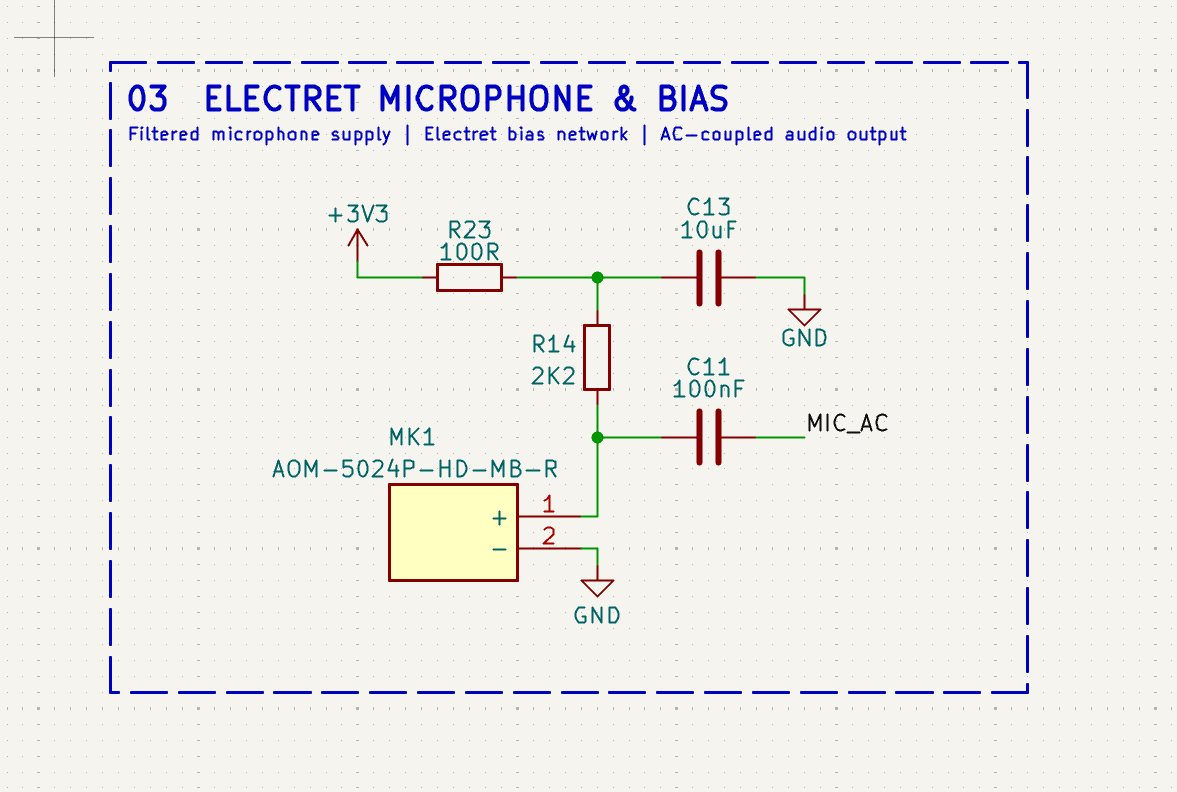 03 ELECTRET MICROPHONE & BIAS
Filtered microphone supply | Electret bias network | AC-coupled audio output
+3V3
R23
100R
C13
10uF
GND
R14
2K2
C11
100nF
MIC_AC
MK1
AOM-5024P-HD-MB-R
+
1
-
2
GND